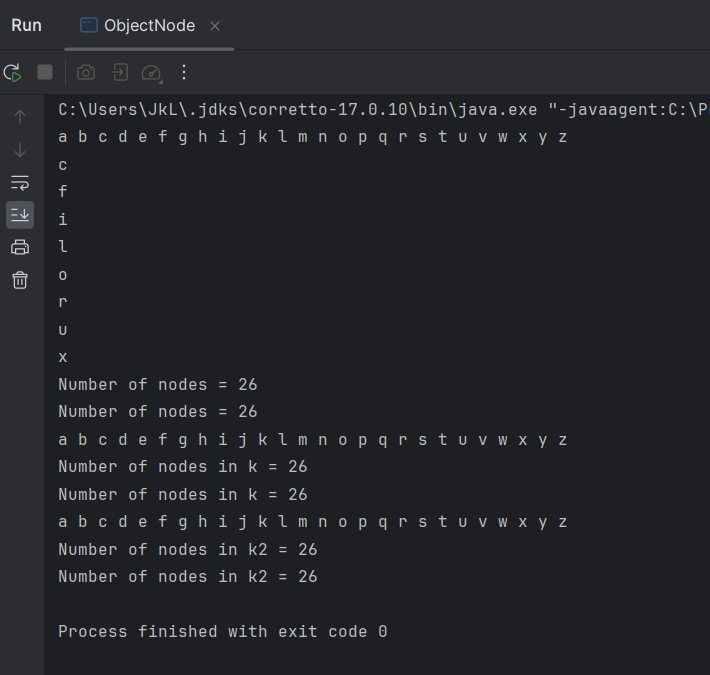 Run ObjectNode
C:\Users\JkL\.jdks\corretto-17.0.10\bin\java.exe "-javaagent:C:\P
a b c d e f g h i j k l m n o p q r s t u v w x y z
c
f
i
l
o
r
u
x
Number of nodes = 26
Number of nodes = 26
a b c d e f g h i j k l m n o p q r s t u v w x y z
Number of nodes in k = 26
Number of nodes in k = 26
a b c d e f g h i j k l m n o p q r s t u v w x y z
Number of nodes in k2 = 26
Number of nodes in k2 = 26
Process finished with exit code 0